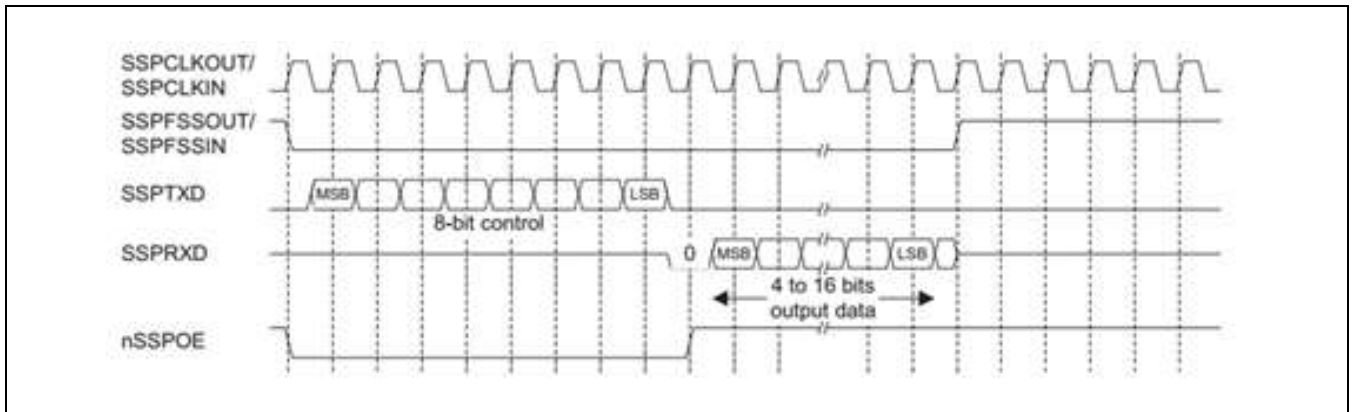 SSPCLKOUT/
SSPCLKIN
SSPFSSOUT/
SSPFSSIN
SSPTXD
MSB
LSB
8-bit control
SSPRXD
0
MSB
LSB
4 to 16 bits
output data
nSSPOE